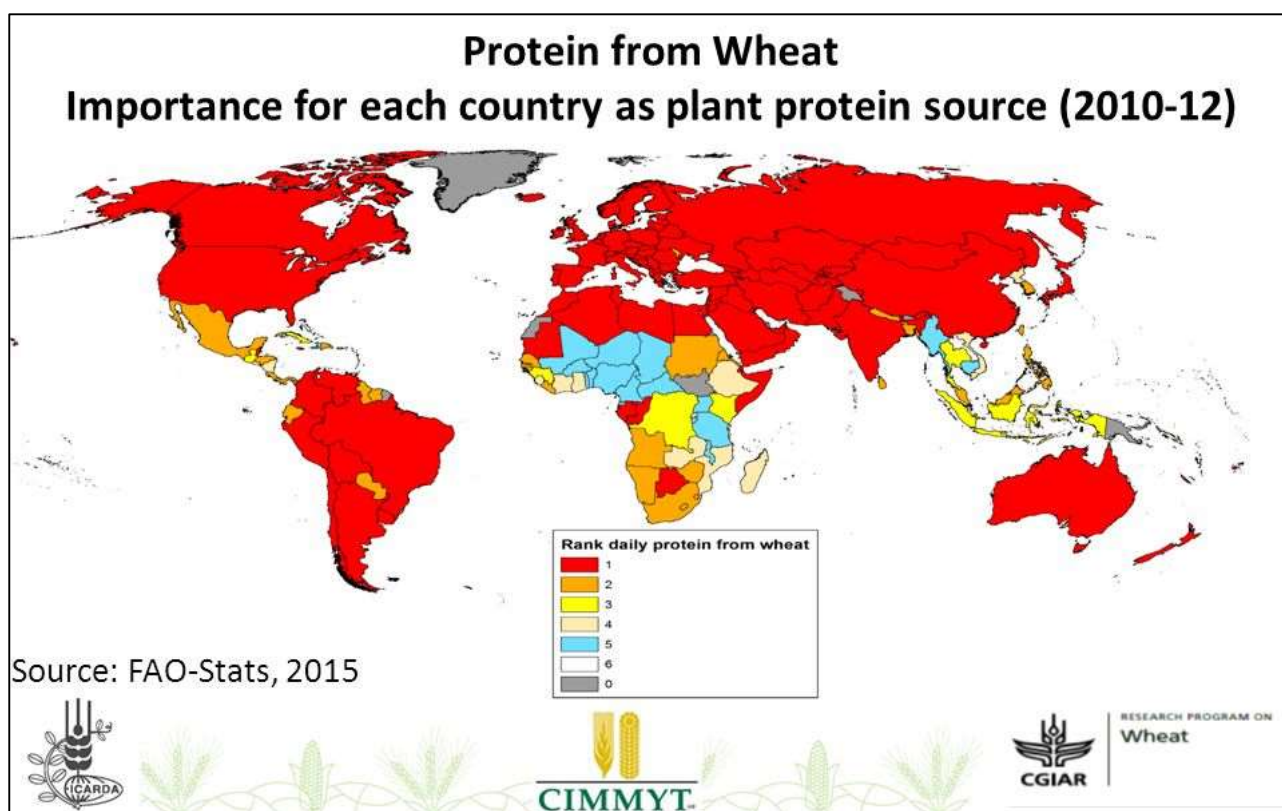 Protein from Wheat
Importance for each country as plant protein source (2010-12)
Rank daily protein from wheat
1
2
3
4
5
6
0
Source: FAO-Stats, 2015
ICARDA
CIMMYT
CGIAR
RESEARCH PROGRAM ON
Wheat